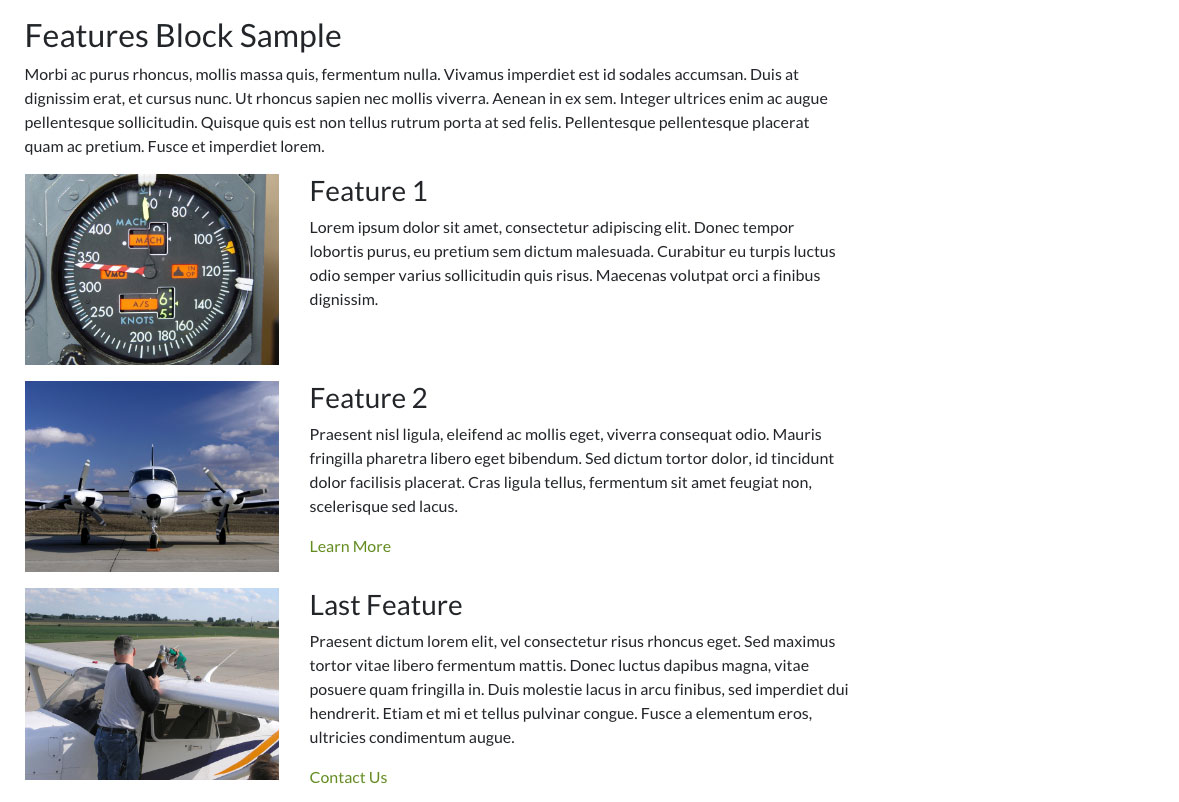 Features Block Sample
Morbi ac purus rhoncus, mollis massa quis, fermentum nulla. Vivamus imperdiet est id sodales accumsan. Duis at
dignissim erat, et cursus nunc. Ut rhoncus sapien nec mollis viverra. Aenean in ex sem. Integer ultrices enim ac augue
pellentesque sollicitudin. Quisque quis est non tellus rutrum porta at sed felis. Pellentesque pellentesque placerat
quam ac pretium. Fusce et imperdiet lorem.
60
80
400
MACH
MACH
100
350
VMO
120
300
A/S
6
5
140
250
KNOTS
160
200 180
Feature 1
Lorem ipsum dolor sit amet, consectetur adipiscing elit. Donec tempor
lobortis purus, eu pretium sem dictum malesuada. Curabitur eu turpis luctus
odio semper varius sollicitudin quis risus. Maecenas volutpat orci a finibus
dignissim.
Feature 2
Praesent nisl ligula, eleifend ac mollis eget, viverra consequat odio. Mauris
fringilla pharetra libero eget bibendum. Sed dictum tortor dolor, id tincidunt
dolor facilisis placerat. Cras ligula tellus, fermentum sit amet feugiat non,
scelerisque sed lacus.
Learn More
Last Feature
Praesent dictum lorem elit, vel consectetur risus rhoncus eget. Sed maximus
tortor vitae libero fermentum mattis. Donec luctus dapibus magna, vitae
posuere quam fringilla in. Duis molestie lacus in arcu finibus, sed imperdiet dui
hendrerit. Etiam et mi et tellus pulvinar congue. Fusce a elementum eros,
ultricies condimentum augue.
Contact Us